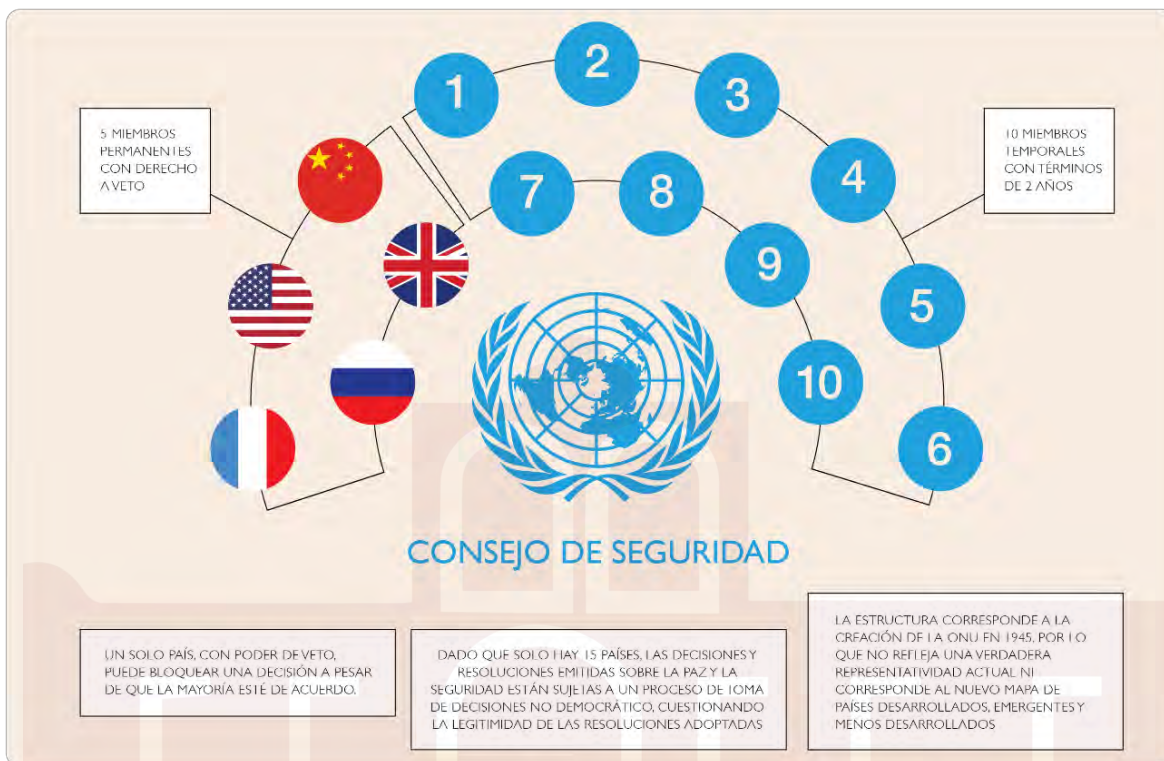 1
2
3
4
5
6
7
8
9
10
5 MIEMBROS
PERMANENTES
CON DERECHO
A VETO
10 MIEMBROS
TEMPORALES
CON TÉRMINOS
DE 2 AÑOS
CONSEJO DE SEGURIDAD
UN SOLO PAÍS, CON PODER DE VETO,
PUEDE BLOQUEAR UNA DECISIÓN A PESAR
DE QUE LA MAYORÍA ESTÉ DE ACUERDO.
DADO QUE SOLO HAY 15 PAÍSES, LAS DECISIONES Y
RESOLUCIONES EMITIDAS SOBRE LA PAZ Y LA
SEGURIDAD ESTÁN SUJETAS A UN PROCESO DE TOMA
DE DECISIONES NO DEMOCRÁTICO, CUESTIONANDO
LA LEGITIMIDAD DE LAS RESOLUCIONES ADOPTADAS
LA ESTRUCTURA CORRESPONDE A LA
CREACIÓN DE LA ONU EN 1945, POR LO
QUE NO REFLEJA UNA VERDADERA
REPRESENTATIVIDAD ACTUAL NI
CORRESPONDE AL NUEVO MAPA DE
PAÍSES DESARROLLADOS, EMERGENTES Y
MENOS DESARROLLADOS